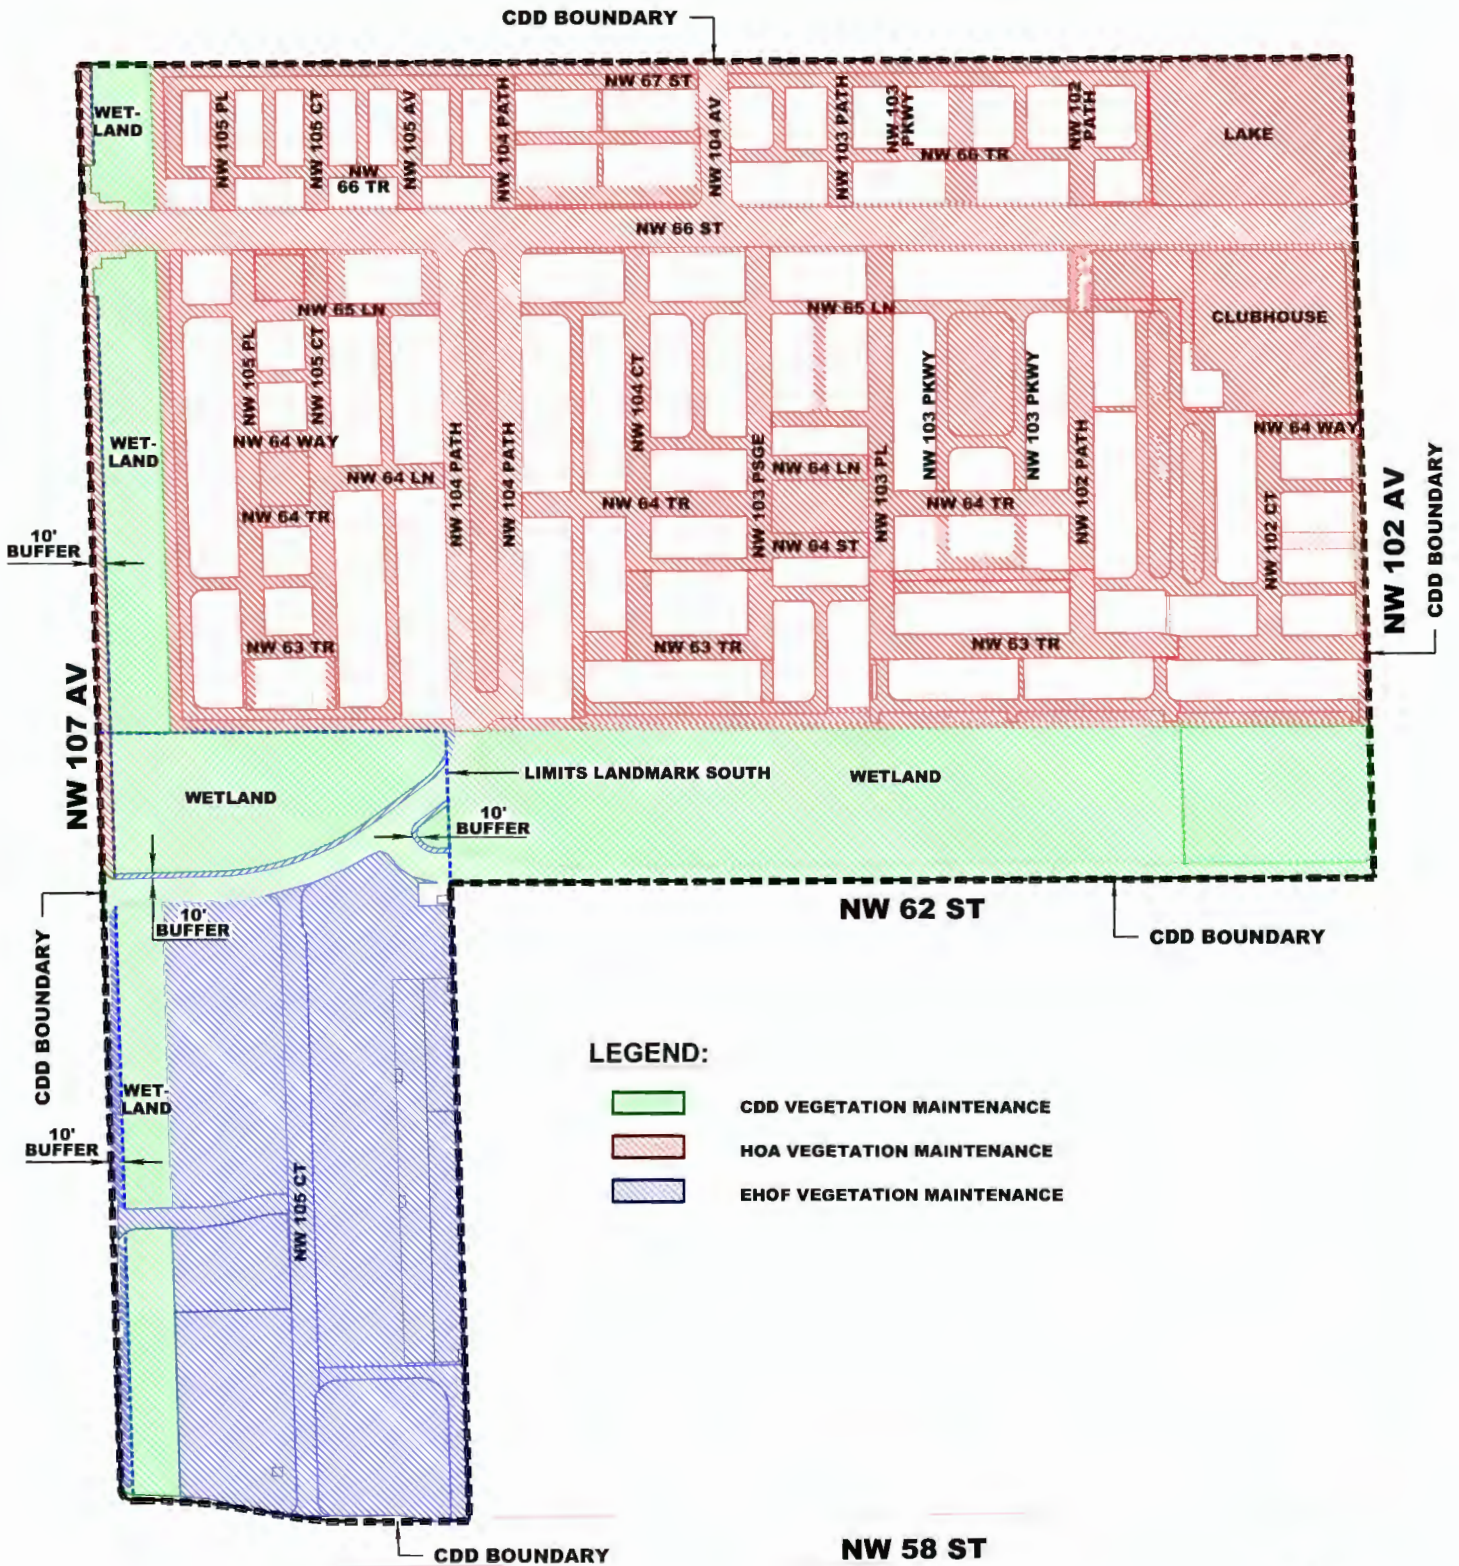 CDD BOUNDARY
NW 67 ST
WET-
LAND
NW 105 PL
NW 105 CT
NW 105 AV
NW 104 PATH
NW 104 AV
NW 103 PATH
NW 103
PKWY
NW 102
PATH
LAKE
NW
66 TR
NW 66 TR
NW 66 ST
NW 65 LN
NW 65 LN
CLUBHOUSE
NW 105 PL
NW 105 CT
NW 104 CT
NW 103 PKWY
NW 103 PKWY
WET-
LAND
NW 64 WAY
NW 64 WAY
NW 104 PATH
NW 104 PATH
NW 103 PSGE
NW 103 PL
NW 102 PATH
NW 64 LN
NW 64 LN
NW 64 TR
NW 64 TR
NW 64 TR
NW 102 CT
NW 102 AV
CDD BOUNDARY
10'
BUFFER
NW 64 ST
NW 63 TR
NW 63 TR
NW 63 TR
NW 107 AV
LIMITS LANDMARK SOUTH
WETLAND
WETLAND
10'
BUFFER
10'
BUFFER
NW 62 ST
CDD BOUNDARY
CDD BOUNDARY
LEGEND:
CDD VEGETATION MAINTENANCE
HOA VEGETATION MAINTENANCE
EHOF VEGETATION MAINTENANCE
WET-
LAND
10'
BUFFER
NW 105 CT
CDD BOUNDARY
NW 58 ST